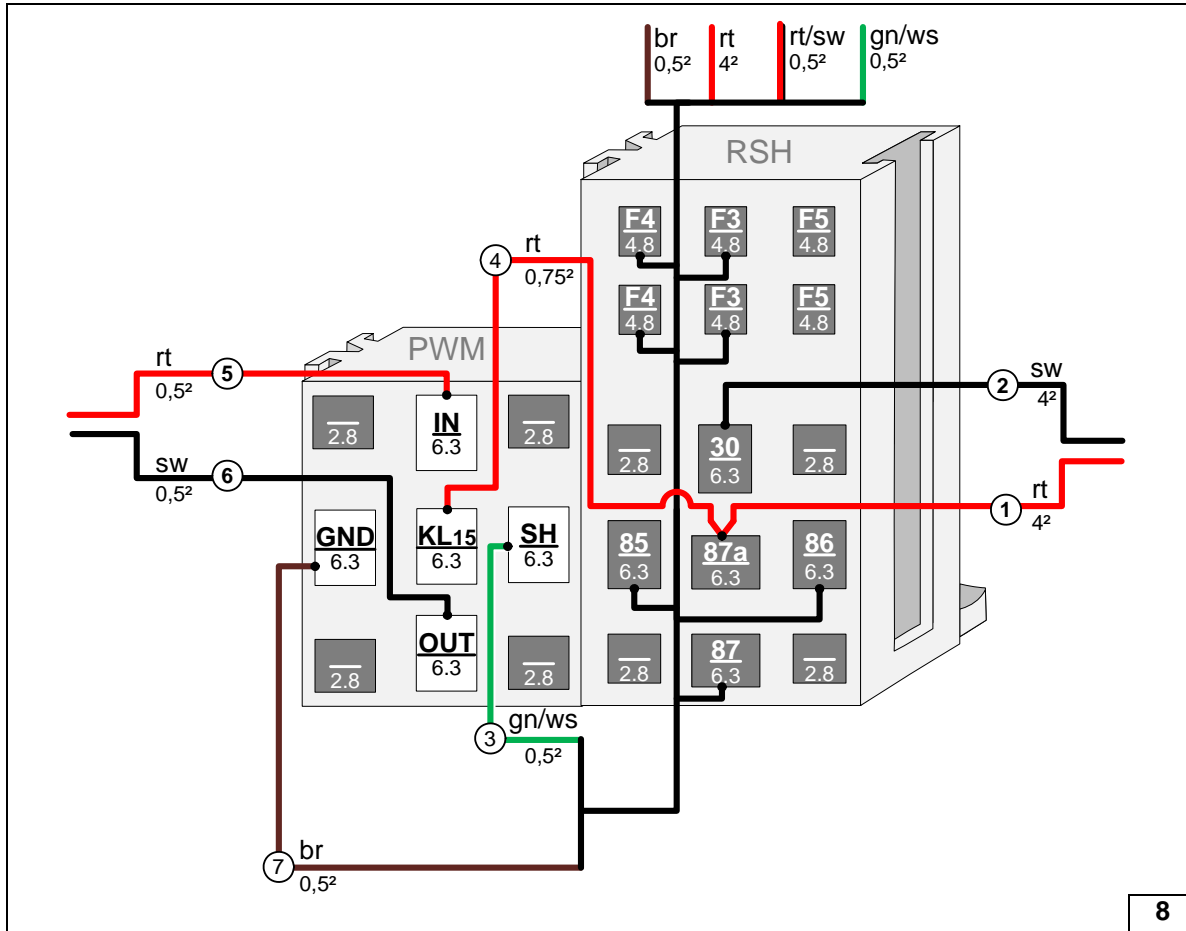 br rt rt/sw gn/ws
0,5² 4² 0,5² 0,5²
RSH
F4 F3 F5
4.8 4.8 4.8
4 rt
0,75²
F4 F3 F5
4.8 4.8 4.8
PWM
rt 5
0,5²
2 sw
4²
IN
2.8 6.3 2.8
30
2.8 6.3 2.8
sw 6
0,5²
1 rt
4²
GND KL15 SH
6.3 6.3 6.3
85 87a 86
6.3 6.3 6.3
OUT
2.8 6.3 2.8
87
2.8 6.3 2.8
3 gn/ws
0,5²
7 br
0,5²
8